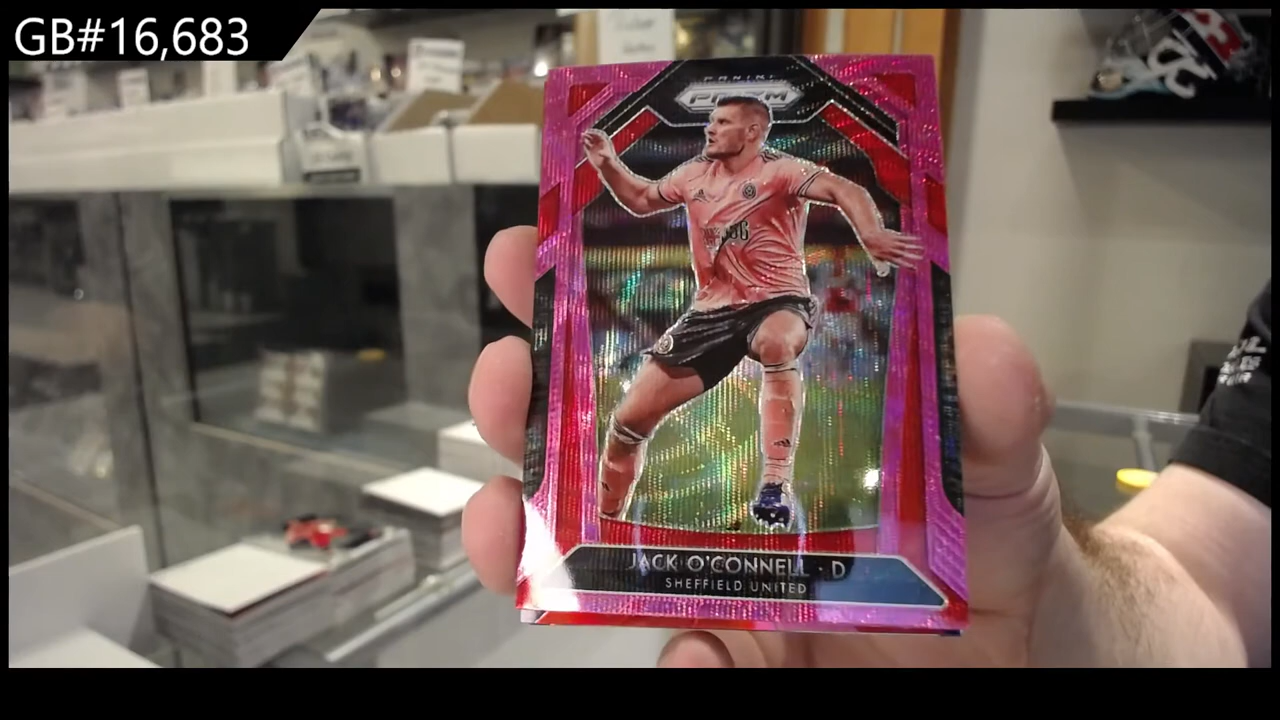 GB#16,683
PANINI
PRIZM
JACK O'CONNELL · D
SHEFFIELD UNITED